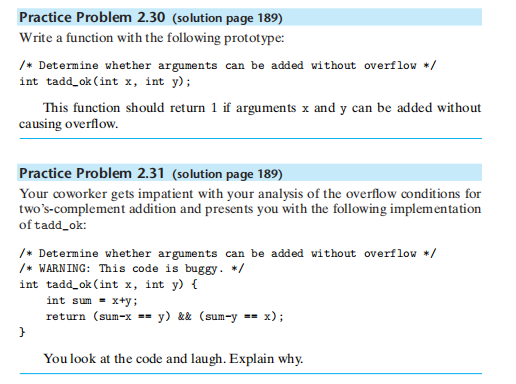 Practice Problem 2.30 (solution page 189)
Write a function with the following prototype:
/* Determine whether arguments can be added without overflow */
int tadd_ok(int x, int y);
This function should return 1 if arguments x and y can be added without
causing overflow.
Practice Problem 2.31 (solution page 189)
Your coworker gets impatient with your analysis of the overflow conditions for
two's-complement addition and presents you with the following implementation
of tadd_ok:
/* Determine whether arguments can be added without overflow */
/* WARNING: This code is buggy. */
int tadd_ok(int x, int y) {
    int sum = x+y;
    return (sum-x == y) && (sum-y == x);
}
You look at the code and laugh. Explain why.